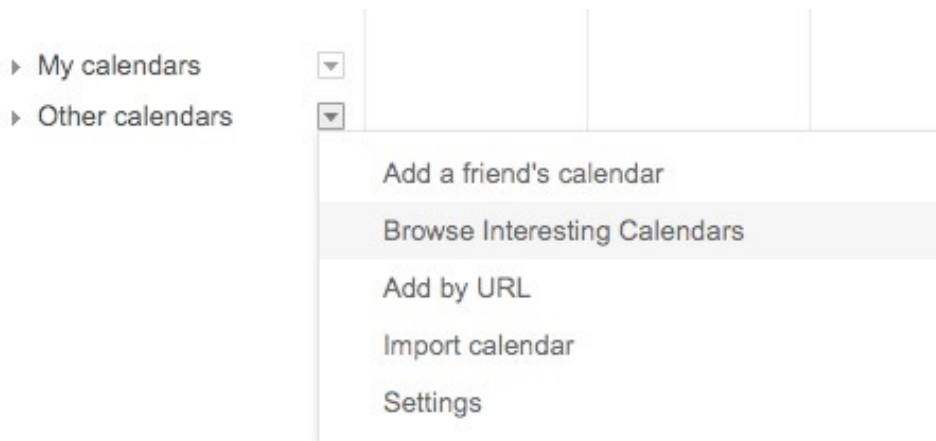 My calendars
Other calendars
Add a friend's calendar
Browse Interesting Calendars
Add by URL
Import calendar
Settings